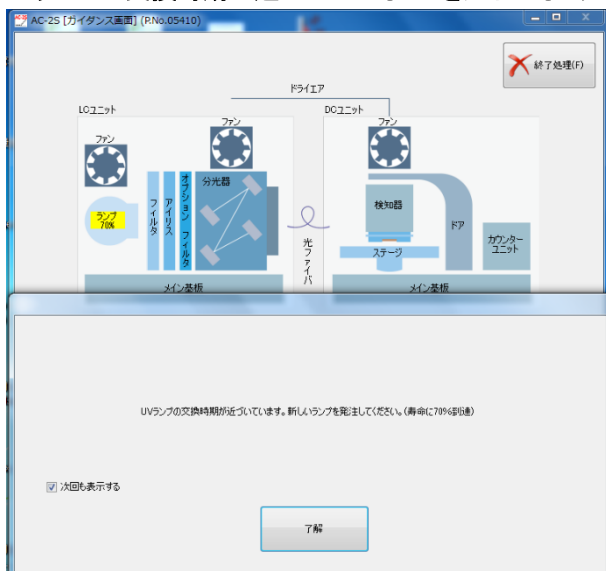 AC-2S [ガイダンス画面] (P.No.05410)
終了処理(F)
ドライエア
LCユニット
DCユニット
ファン
ファン
ファン
ランプ
70%
フィルタ
アイリス
オプション フィルタ
分光器
光ファイバ
検知器
ステージ
ドア
カウンター
ユニット
メイン基板
メイン基板
UVランプの交換時期が近づいています。新しいランプを発注してください。(寿命に70%到達)
次回も表示する
了解